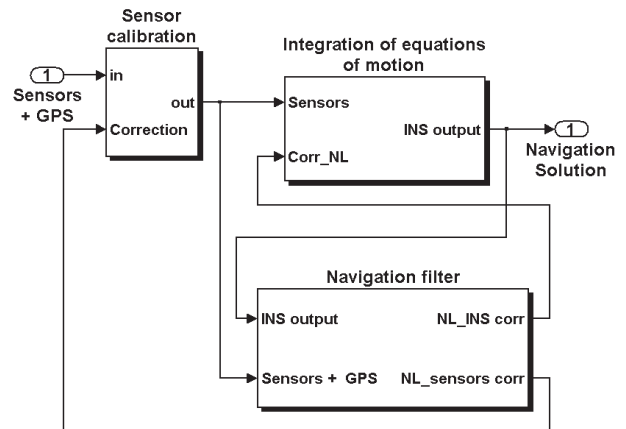 Sensor
calibration
1
Sensors
+ GPS
in
out
Correction
Integration of equations
of motion
Sensors
INS output
Corr_NL
1
Navigation
Solution
Navigation filter
INS output
NL_INS corr
Sensors + GPS
NL_sensors corr